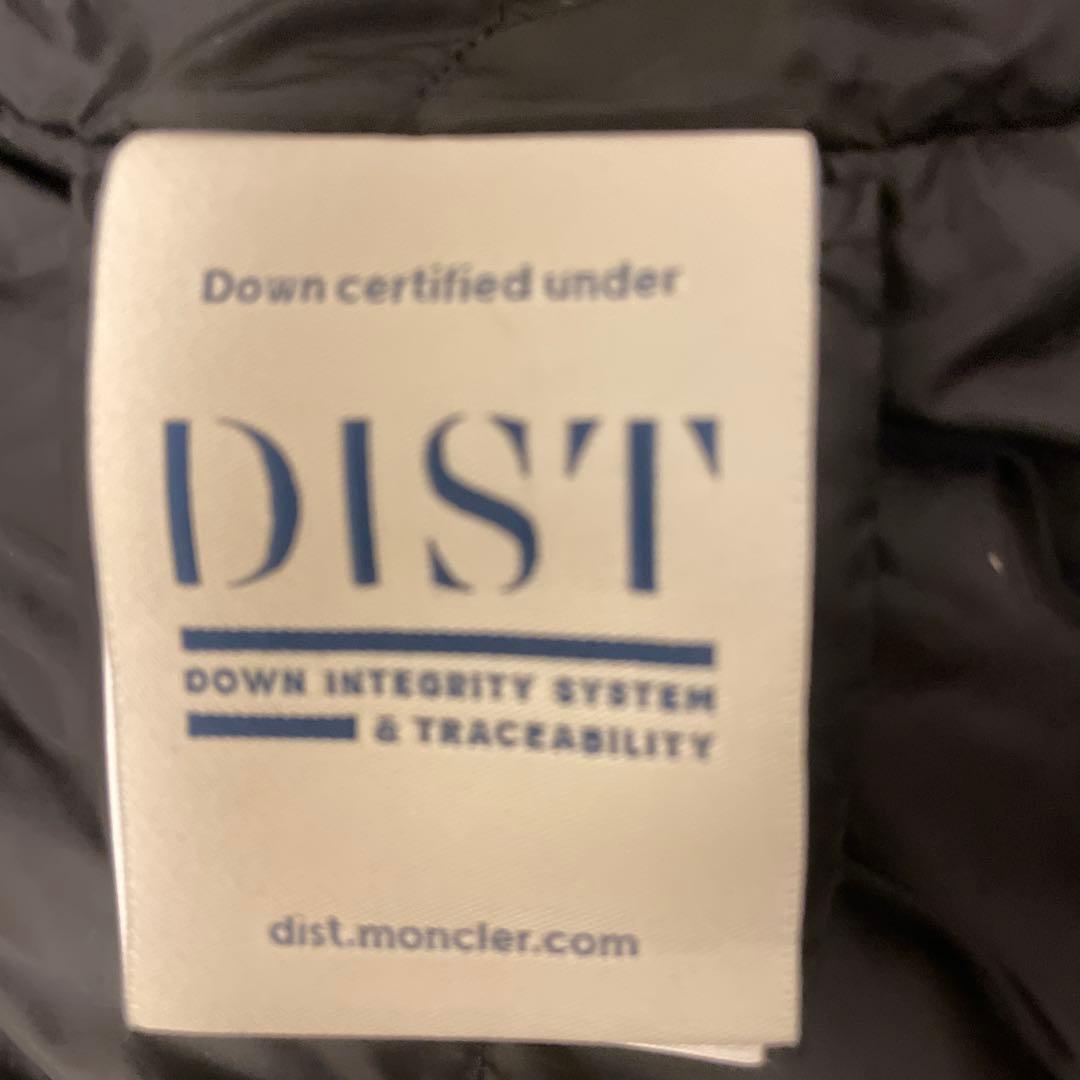 Down certified under
DIST
DOWN INTEGRITY SYSTEM
& TRACEABILITY
dist.moncler.com